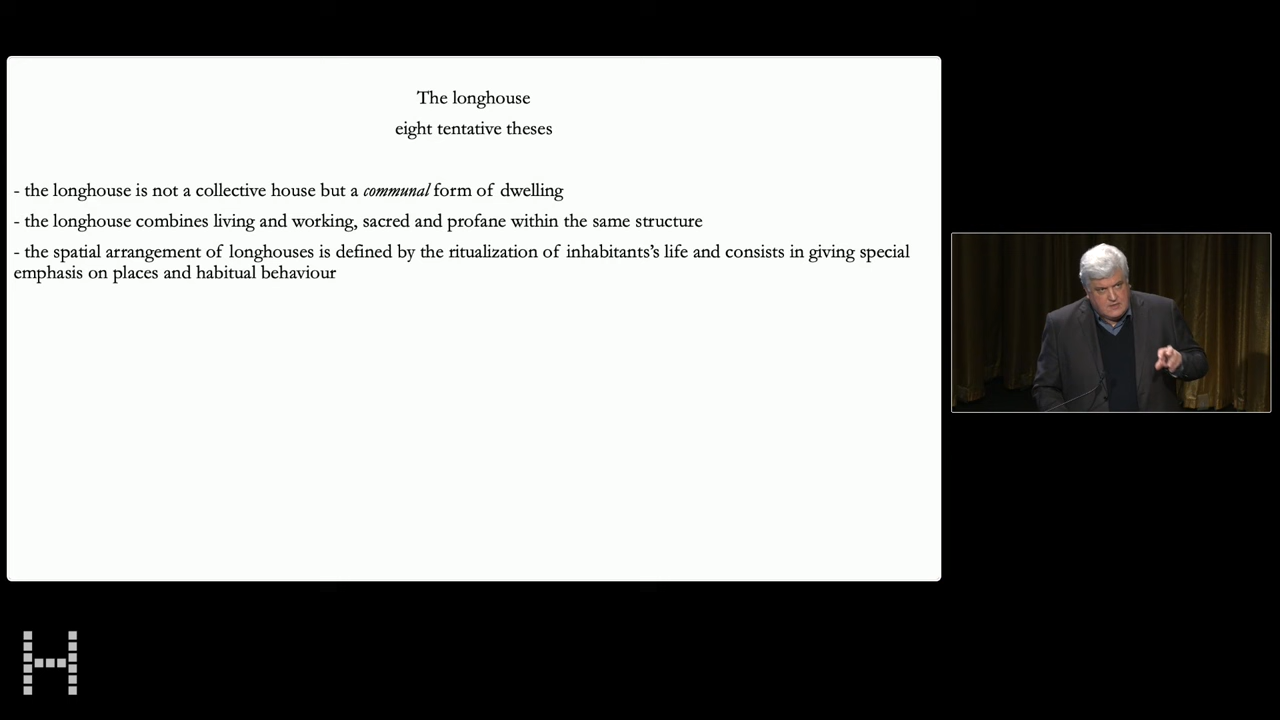 The longhouse
eight tentative theses
- the longhouse is not a collective house but a communal form of dwelling
- the longhouse combines living and working, sacred and profane within the same structure
- the spatial arrangement of longhouses is defined by the ritualization of inhabitants's life and consists in giving special
emphasis on places and habitual behaviour
H